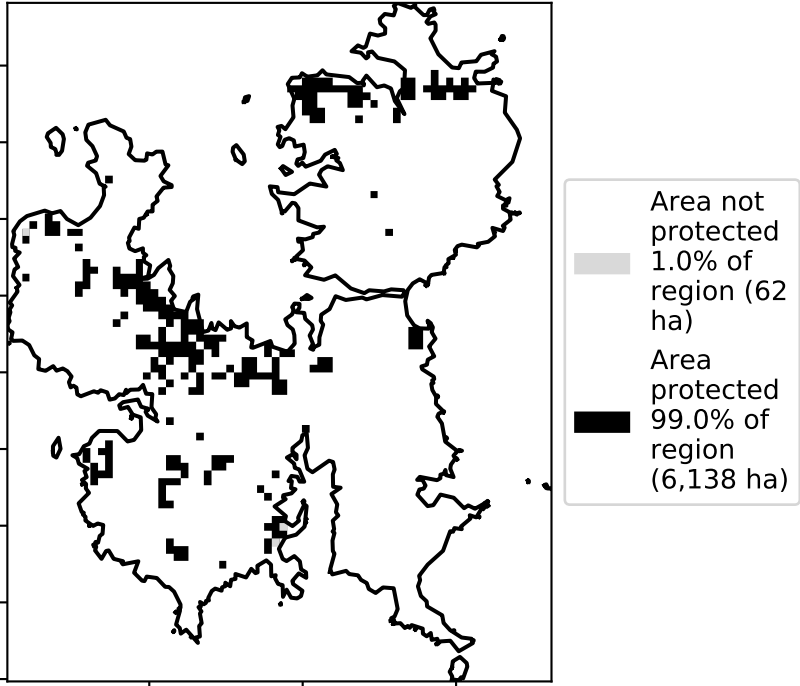 Area not
protected
1.0% of
region (62
ha)
Area
protected
99.0% of
region
(6,138 ha)